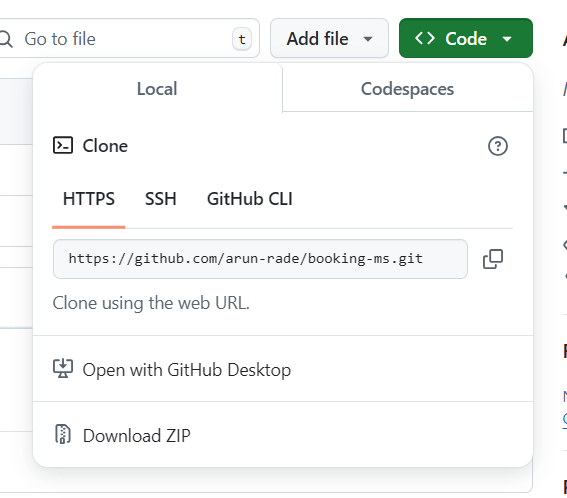 Go to file
t
Add file
Code
Local
Codespaces
Clone
HTTPS
SSH
GitHub CLI
https://github.com/arun-rade/booking-ms.git
Clone using the web URL.
Open with GitHub Desktop
Download ZIP